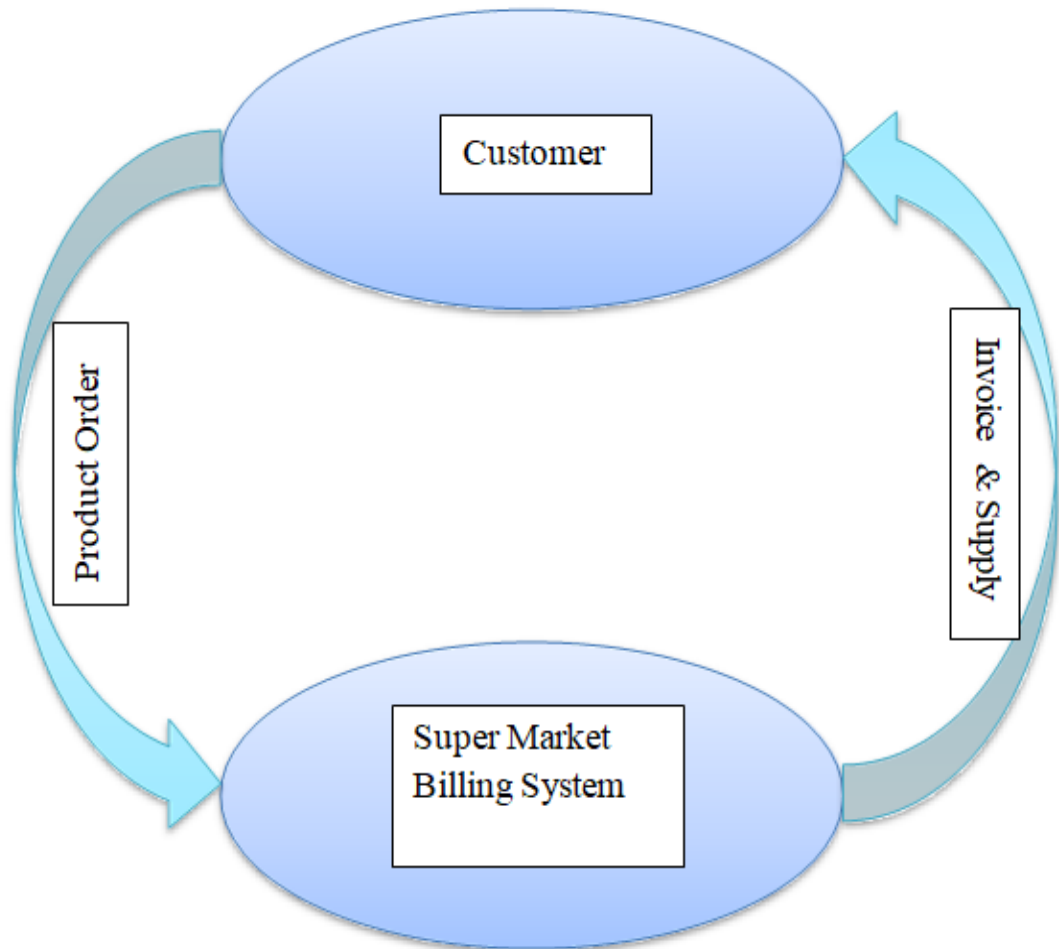 Customer
Product Order
Invoice & Supply
Super Market
Billing System